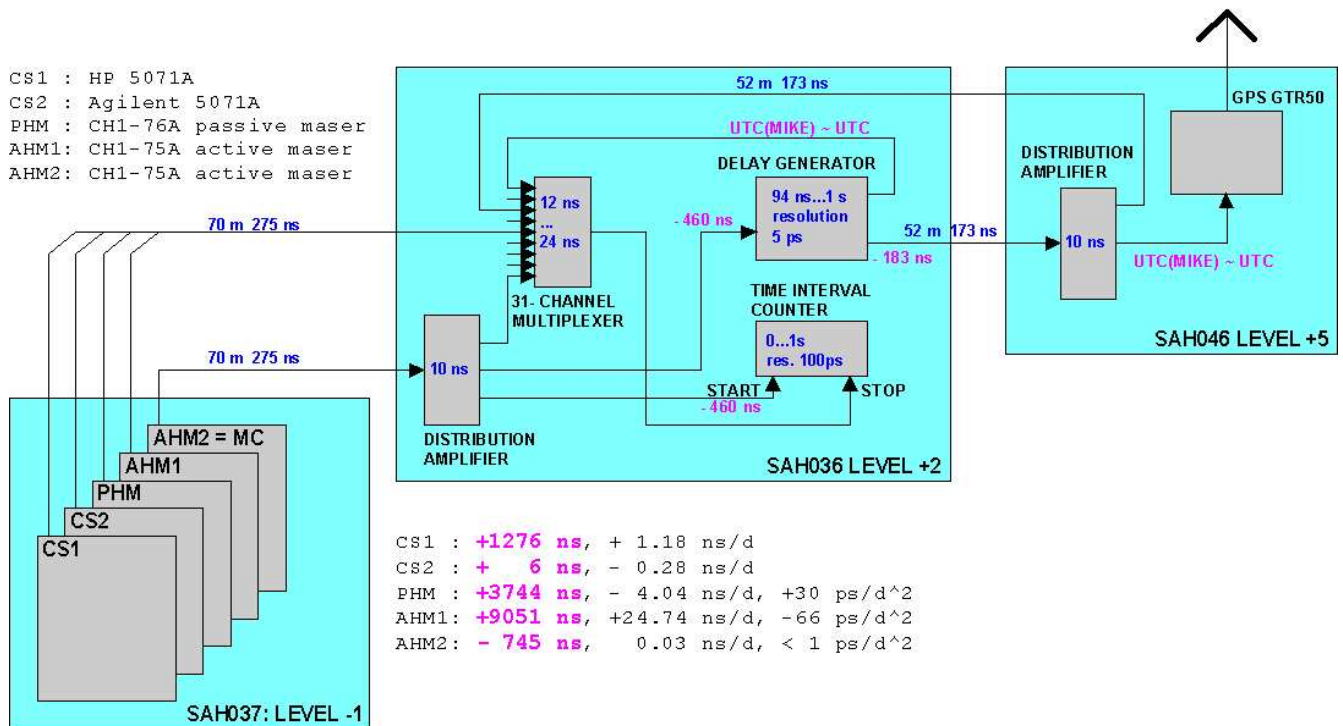 CS1 : HP 5071A
CS2 : Agilent 5071A
PHM : CH1-76A passive maser
AHM1: CH1-75A active maser
AHM2: CH1-75A active maser
70 m 275 ns
70 m 275 ns
AHM2 = MC
AHM1
PHM
CS2
CS1
SAH037: LEVEL -1
52 m 173 ns
UTC(MIKE) ~ UTC
DELAY GENERATOR
12 ns
...
24 ns
31- CHANNEL
MULTIPLEXER
- 460 ns
94 ns...1 s
resolution
5 ps
52 m 173 ns
- 183 ns
TIME INTERVAL
COUNTER
0...1s
res. 100ps
START
STOP
- 460 ns
10 ns
DISTRIBUTION
AMPLIFIER
SAH036 LEVEL +2
GPS GTR50
DISTRIBUTION
AMPLIFIER
10 ns
UTC(MIKE) ~ UTC
SAH046 LEVEL +5
CS1 : +1276 ns, + 1.18 ns/d
CS2 : + 6 ns, - 0.28 ns/d
PHM : +3744 ns, - 4.04 ns/d, +30 ps/d^2
AHM1: +9051 ns, +24.74 ns/d, -66 ps/d^2
AHM2: - 745 ns, 0.03 ns/d, < 1 ps/d^2